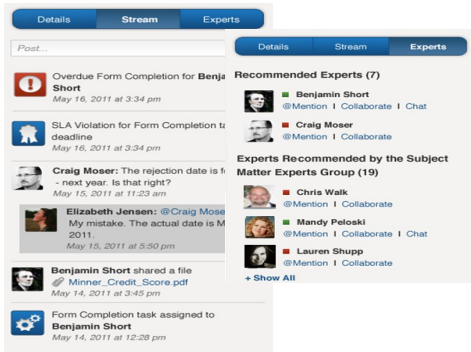 Details Stream Experts
Post...
Overdue Form Completion for Benja
Short
May 16, 2011 at 3:34 pm
SLA Violation for Form Completion ta
deadline
May 16, 2011 at 3:34 pm
Craig Moser: The rejection date is f
- next year. Is that right?
May 15, 2011 at 11:23 am
Elizabeth Jensen: @Craig Mose
My mistake. The actual date is M
2011.
May 15, 2011 at 5:50 pm
Benjamin Short shared a file
Minner_Credit_Score.pdf
May 14, 2011 at 3:45 pm
Form Completion task assigned to
Benjamin Short
May 14, 2011 at 12:28 pm
Details Stream Experts
Recommended Experts (7)
Benjamin Short
@Mention I Collaborate I Chat
Craig Moser
@Mention I Collaborate
Experts Recommended by the Subject
Matter Experts Group (19)
Chris Walk
@Mention I Collaborate
Mandy Peloski
@Mention I Collaborate I Chat
Lauren Shupp
@Mention I Collaborate
+ Show All